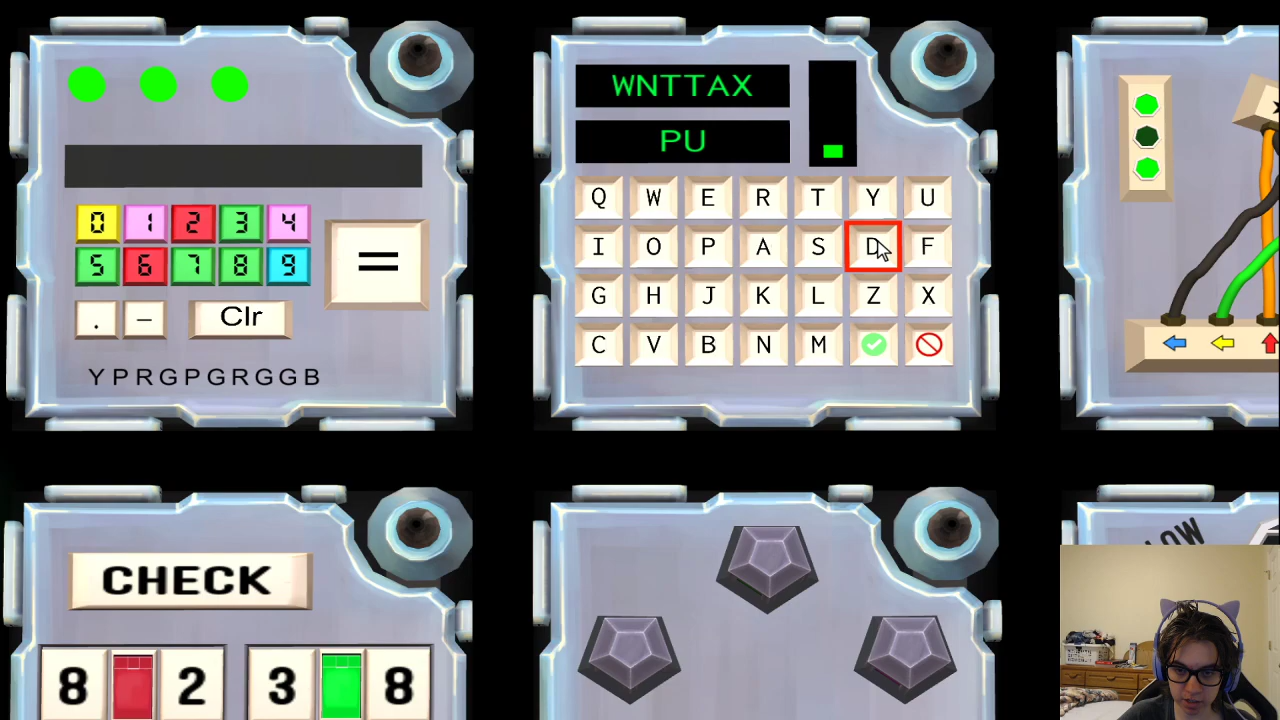 0 1 2 3 4
5 6 7 8 9
. – Clr
=
YPRGPGRGGB
WNTTAX
PU
Q W E R T Y U
I O P A S D F
G H J K L Z X
C V B N M
CHECK
8 2 3 8
LOW